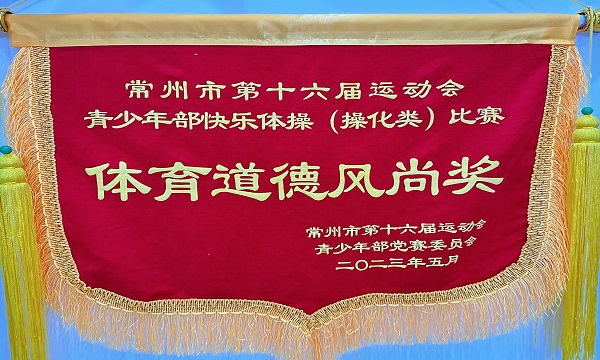 常州市第十六届运动会
青少年部快乐体操（操化类）比赛
体育道德风尚奖
常州市第十六届运动会
青少年部党赛委员会
二〇二三年五月